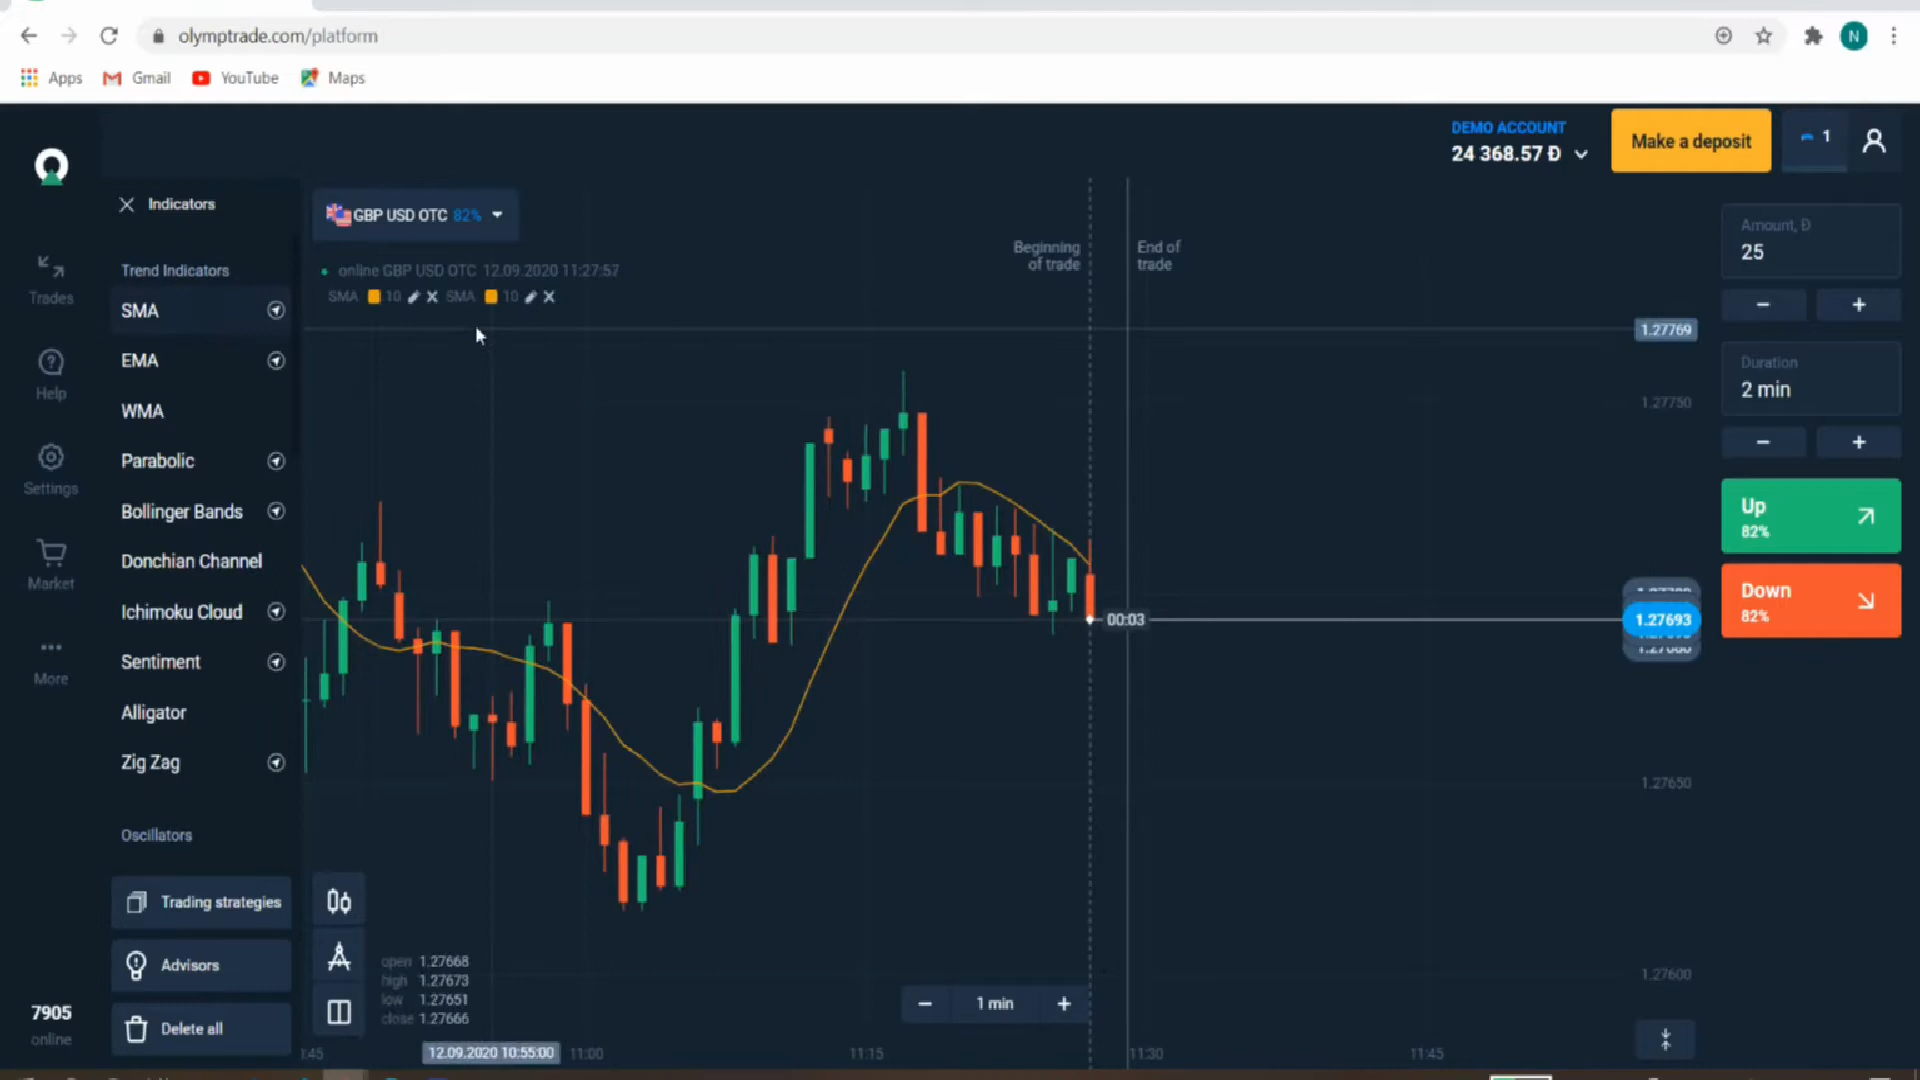 olymptrade.com/platform
N
Apps Gmail YouTube Maps
DEMO ACCOUNT
24 368.57 Đ
Make a deposit
1
Indicators
Trend Indicators
SMA
EMA
WMA
Parabolic
Bollinger Bands
Donchian Channel
Ichimoku Cloud
Sentiment
Alligator
Zig Zag
Oscillators
Trading strategies
Advisors
Delete all
Trades
Help
Settings
Market
More
7905
online
GBP USD OTC 82%
online GBP USD OTC 12.09.2020 11:27:57
SMA 10 SMA 10
Beginning
of trade
End of
trade
1.27769
1.27750
00:03
1.27693
1.27650
1.27600
open 1.27668
high 1.27673
low 1.27651
close 1.27666
1 min
:45
12.09.2020 10:55:00
11:00
11:15
11:30
11:45
Amount, Đ
25
Duration
2 min
Up
82%
Down
82%